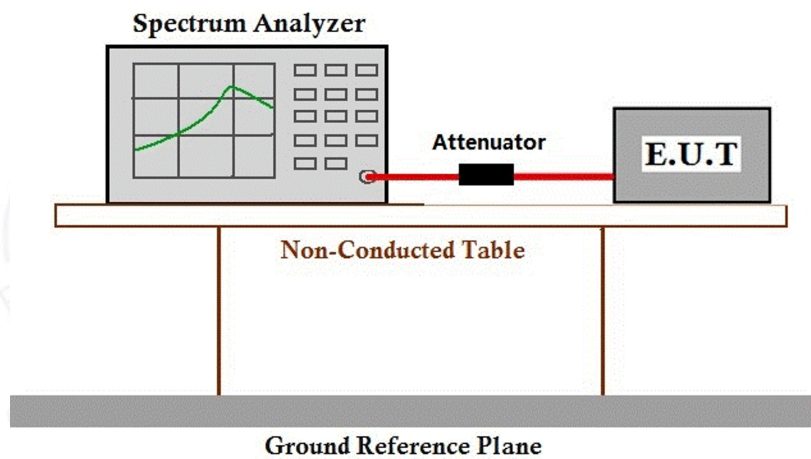 Spectrum Analyzer
Attenuator
E.U.T
Non-Conducted Table
Ground Reference Plane